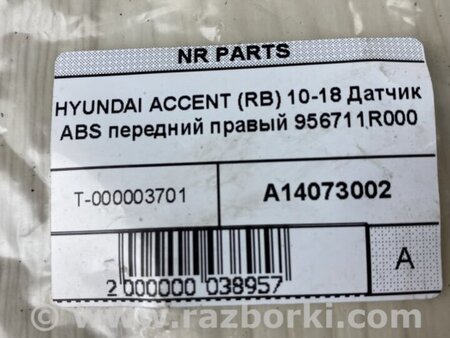 NR PARTS
HYUNDAI ACCENT (RB) 10-18 Датчик
ABS передний правый 956711R000
T-000003701
A14073002
A
2 000000 038957
© www.razborki.com